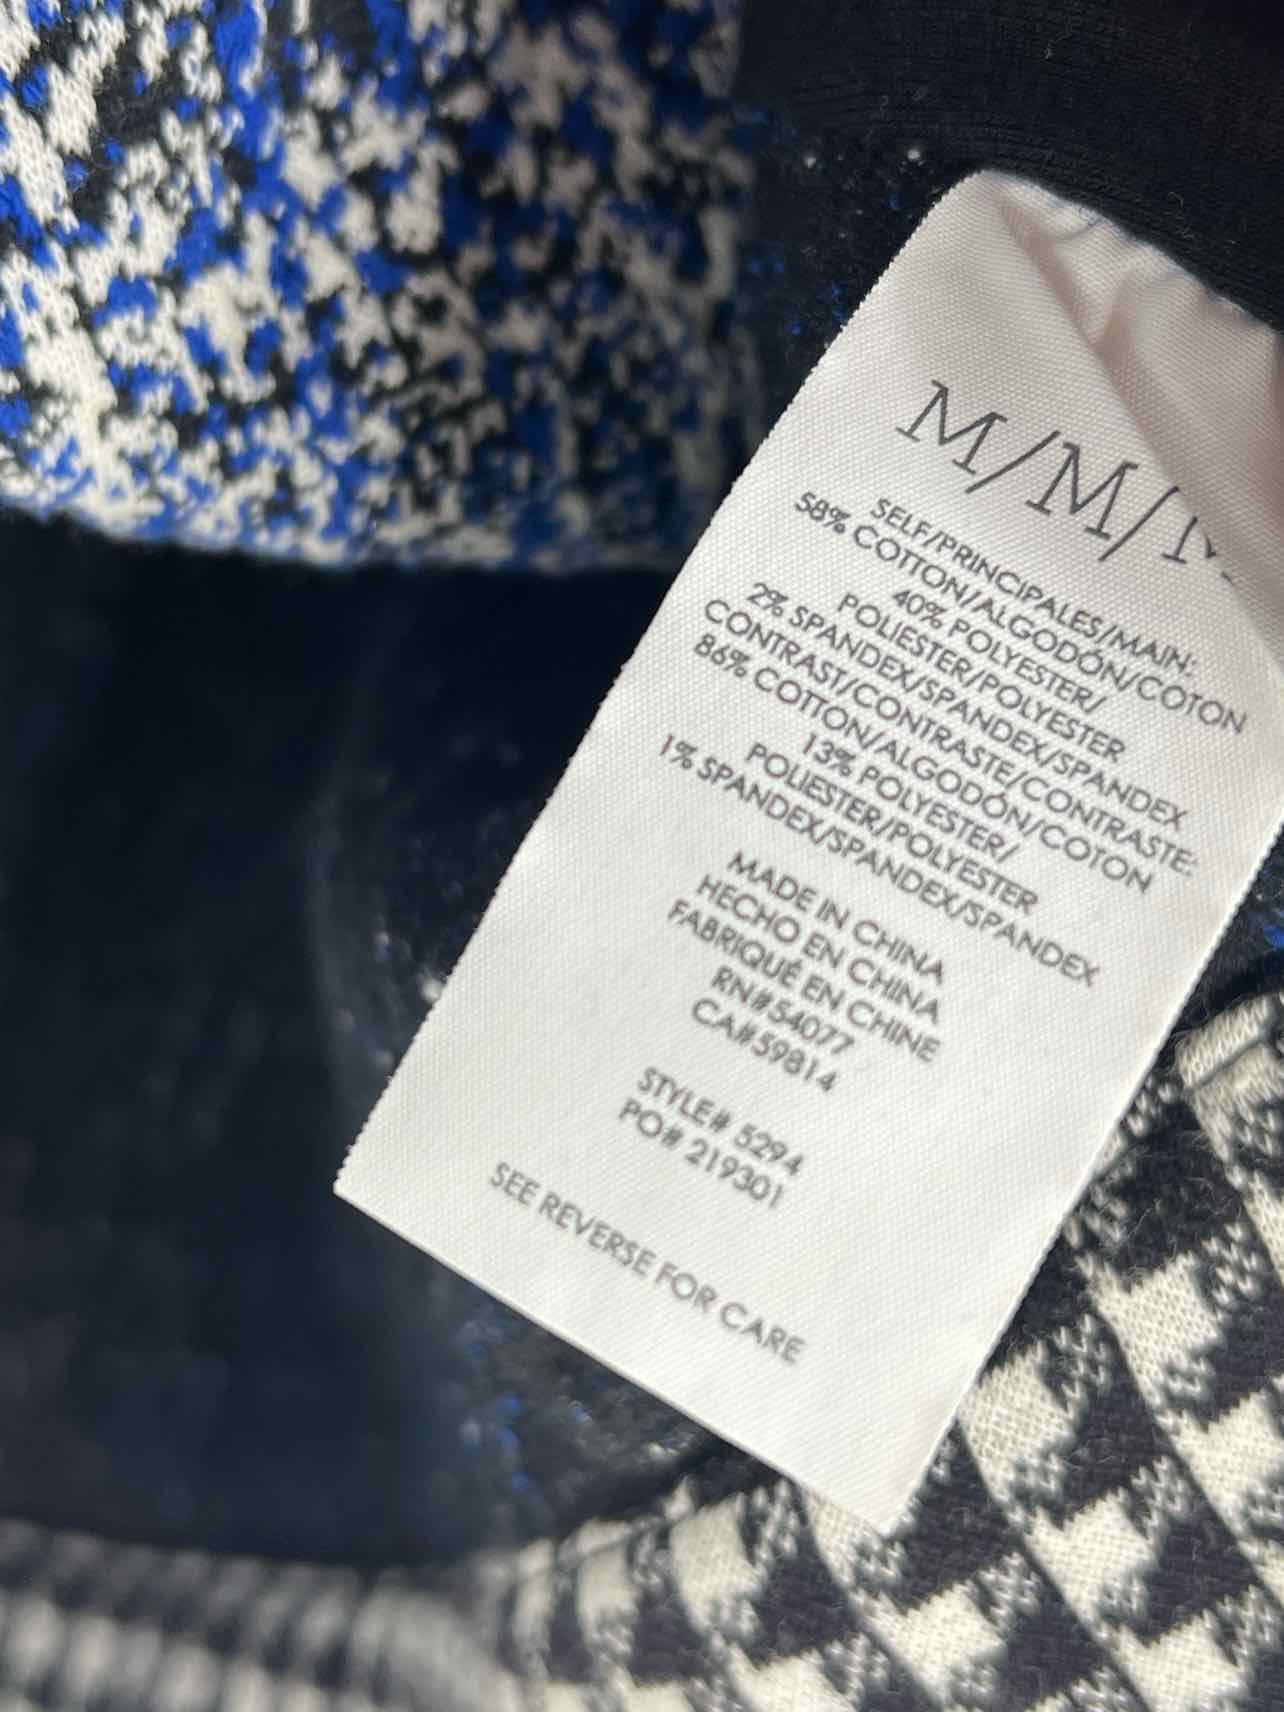 M/M/M
SELF/PRINCIPALES/MAIN:
58% COTTON/ALGODÓN/COTON
40% POLYESTER/
POLIESTER/POLYESTER
2% SPANDEX/SPANDEX/SPANDEX
CONTRAST/CONTRASTE/CONTRASTE:
86% COTTON/ALGODÓN/COTON
13% POLYESTER/
POLIESTER/POLYESTER
1% SPANDEX/SPANDEX/SPANDEX
MADE IN CHINA
HECHO EN CHINA
FABRIQUÉ EN CHINE
RN#54077
CA#59814
STYLE# 5294
PO# 219301
SEE REVERSE FOR CARE